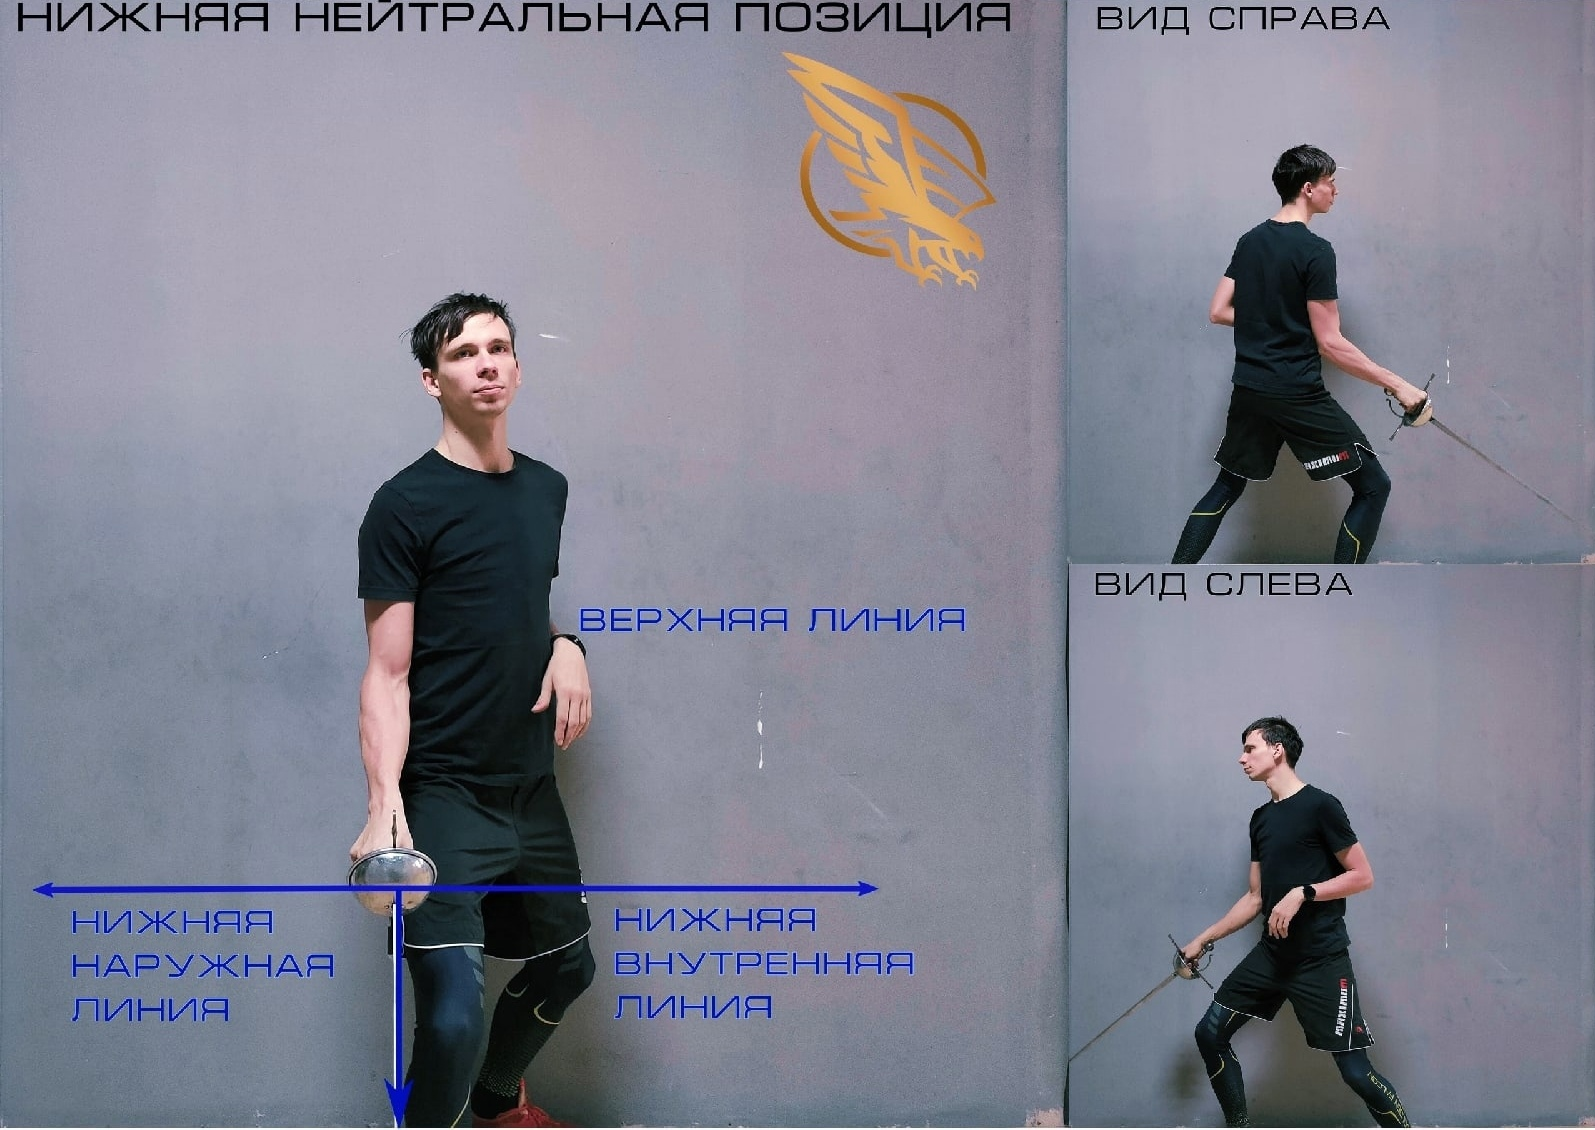 НИЖНЯЯ НЕЙТРАЛЬНАЯ ПОЗИЦИЯ
ВИД СПРАВА
ВЕРХНЯЯ ЛИНИЯ
НИЖНЯЯ
НАРУЖНАЯ
ЛИНИЯ
НИЖНЯЯ
ВНУТРЕННЯЯ
ЛИНИЯ
ВИД СЛЕВА